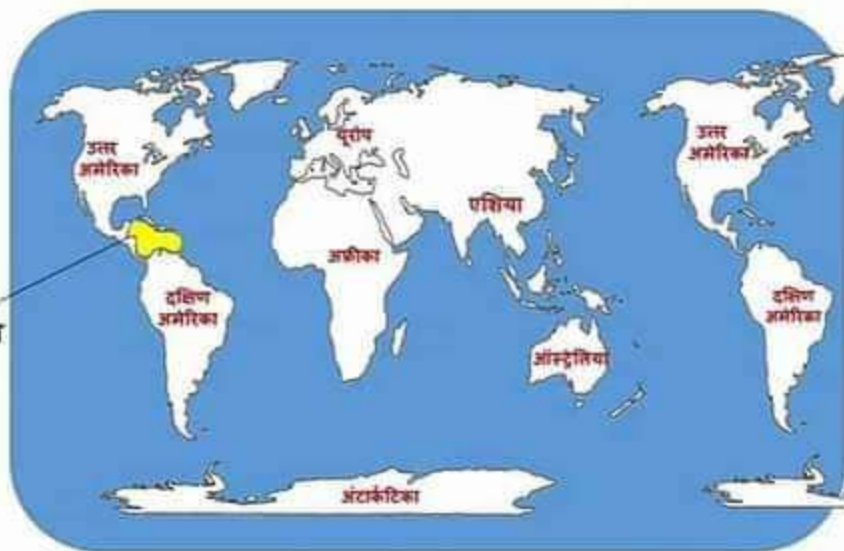 उत्तर
अमेरिका
यूरोप
एशिया
अफ्रीका
दक्षिण
अमेरिका
ऑस्ट्रेलिया
अंटार्कटिका
उत्तर
अमेरिका
दक्षिण
अमेरिका